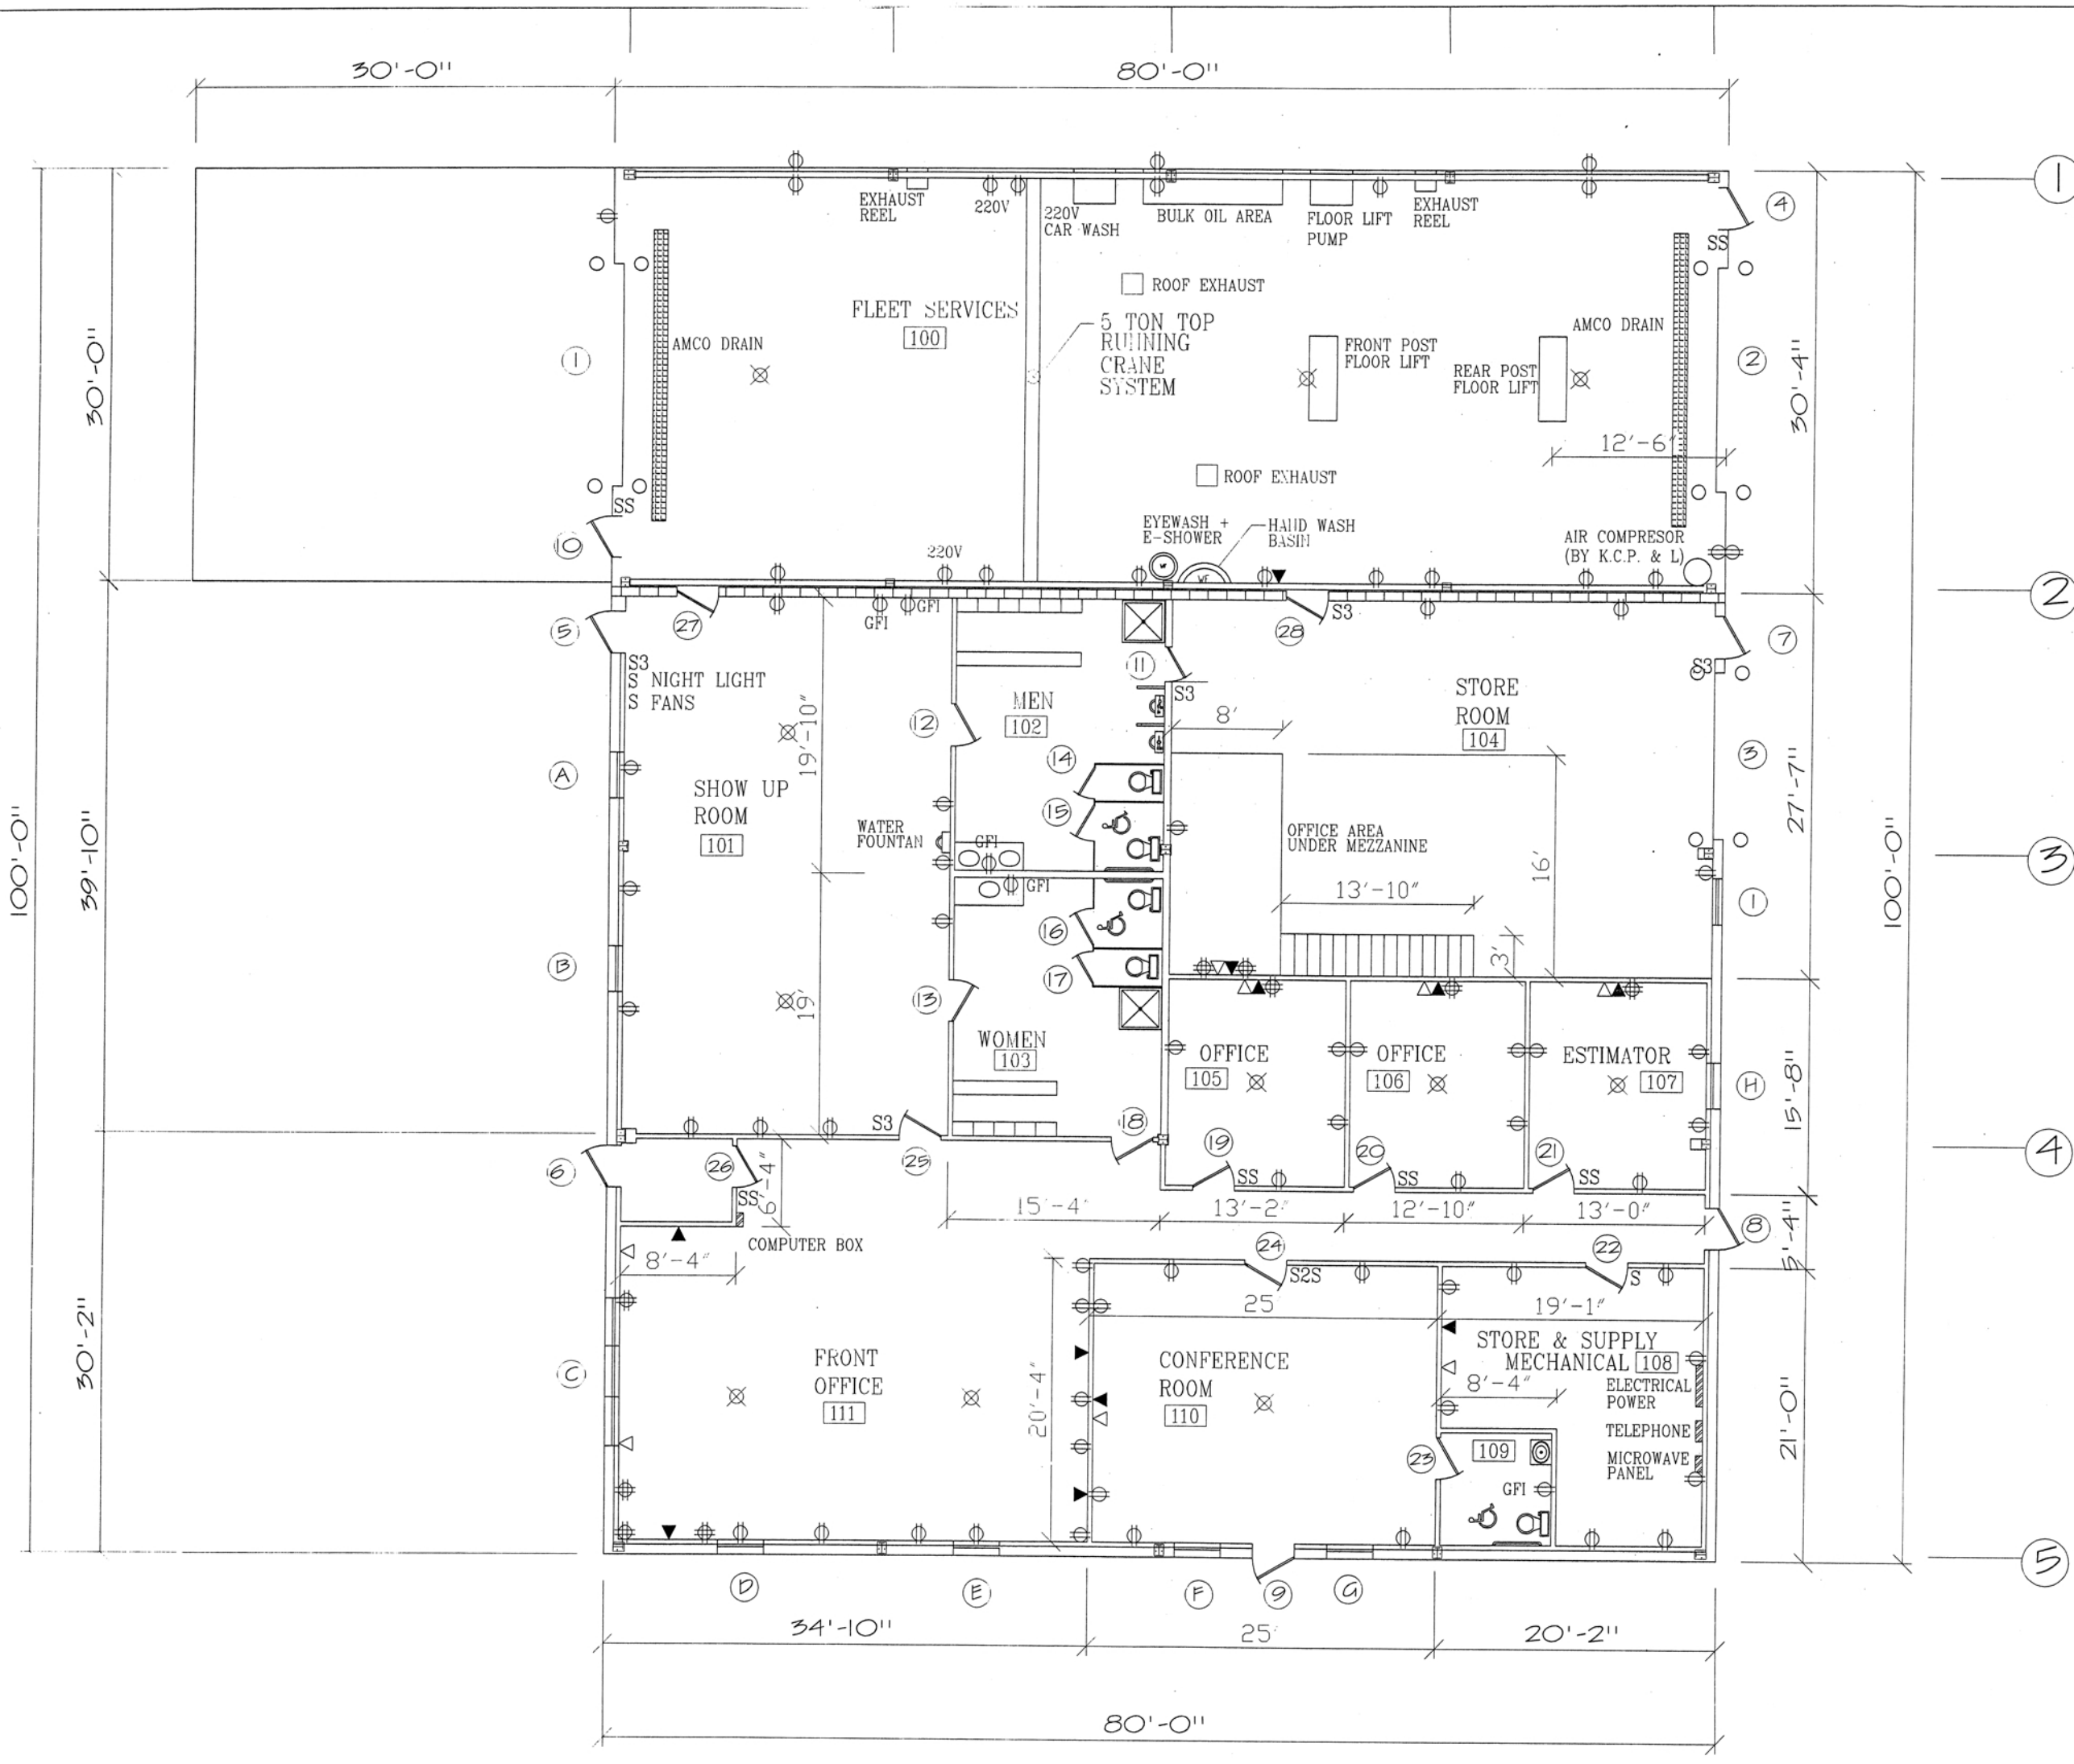 30'-0"
80'-0"
1
EXHAUST
REEL
220V
220V
CAR WASH
BULK OIL AREA
FLOOR LIFT
PUMP
EXHAUST
REEL
4
SS
ROOF EXHAUST
FLEET SERVICES
100
5 TON TOP
RUNNING
CRANE
SYSTEM
AMCO DRAIN
AMCO DRAIN
FRONT POST
FLOOR LIFT
REAR POST
FLOOR LIFT
1
2
30'-0"
30'-4"
12'-6"
ROOF EXHAUST
SS
10
EYEWASH +
E-SHOWER
HAND WASH
BASIN
AIR COMPRESOR
(BY K.C.P. & L)
220V
WF
WF
2
GFI
GFI
5
27
28
S3
7
S3
S NIGHT LIGHT
S FANS
11
S3
S3
MEN
102
STORE
ROOM
104
12
8'
19'-10"
14
3
A
SHOW UP
ROOM
101
15
27'-7"
WATER
FOUNTAN
GFI
OFFICE AREA
UNDER MEZZANINE
16'
100'-0"
39'-10"
100'-0"
3
GFI
13'-10"
1
16
B
17
3'
13
19'
WOMEN
103
OFFICE
105
OFFICE
106
ESTIMATOR
107
H
15'-8"
S3
18
4
25
19
SS
20
SS
21
SS
6
26
SS
6'-4"
15'-4"
13'-2"
12'-10"
13'-0"
8
5'-4"
COMPUTER BOX
8'-4"
24
S2S
22
S
25
19'-1"
30'-2"
C
FRONT
OFFICE
111
20'-4"
CONFERENCE
ROOM
110
STORE & SUPPLY
MECHANICAL 108
8'-4"
ELECTRICAL
POWER
TELEPHONE
MICROWAVE
PANEL
21'-0"
23
109
GFI
5
D
E
F
9
G
34'-10"
25'
20'-2"
80'-0"